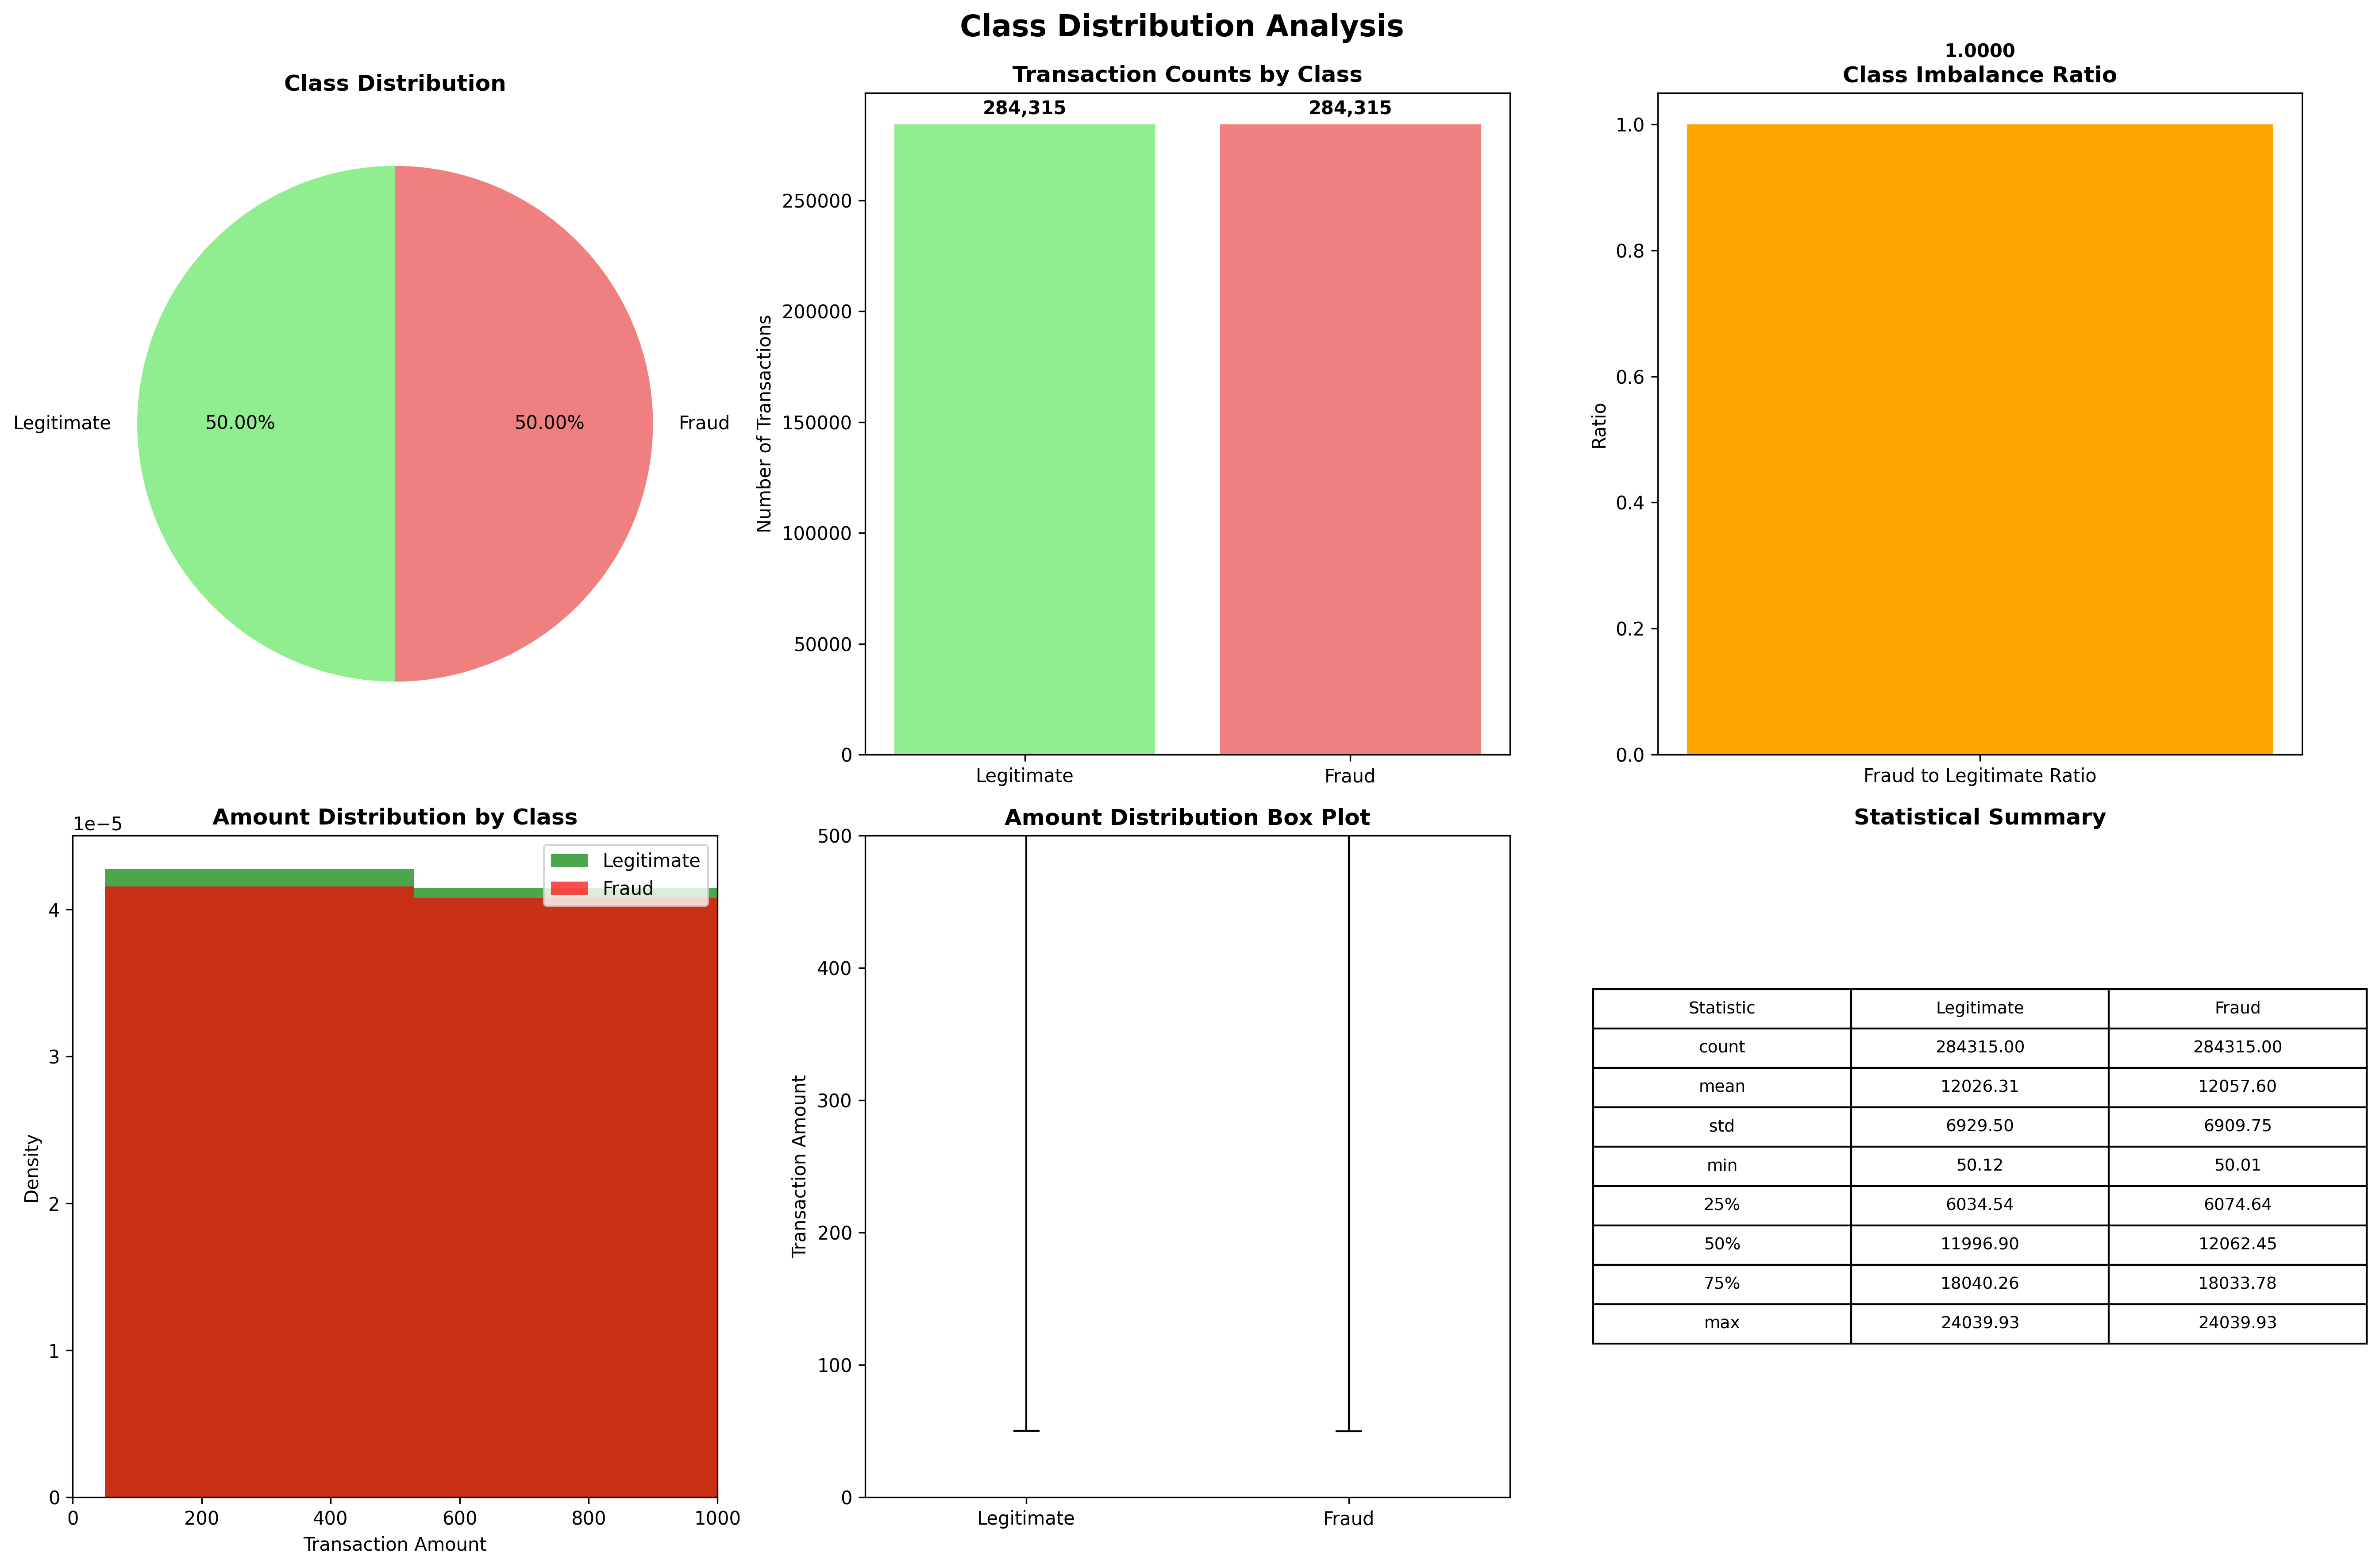 Class Distribution Analysis
Class Distribution
Legitimate
50.00%
50.00%
Fraud
Transaction Counts by Class
284,315
284,315
Number of Transactions
250000
200000
150000
100000
50000
0
Legitimate
Fraud
1.0000
Class Imbalance Ratio
Ratio
1.0
0.8
0.6
0.4
0.2
0.0
Fraud to Legitimate Ratio
Amount Distribution by Class
1e−5
Legitimate
Fraud
Density
4
3
2
1
0
0 200 400 600 800 1000
Transaction Amount
Amount Distribution Box Plot
Transaction Amount
500
400
300
200
100
0
Legitimate
Fraud
Statistical Summary
Statistic Legitimate Fraud
count 284315.00 284315.00
mean 12026.31 12057.60
std 6929.50 6909.75
min 50.12 50.01
25% 6034.54 6074.64
50% 11996.90 12062.45
75% 18040.26 18033.78
max 24039.93 24039.93